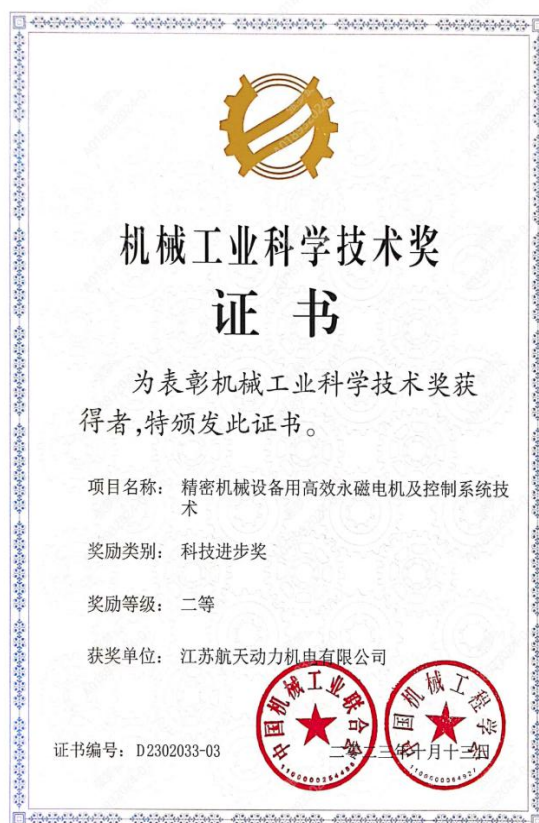 机械工业科学技术奖
证书
为表彰机械工业科学技术奖获
得者,特颁发此证书。
项目名称: 精密机械设备用高效永磁电机及控制系统技
术
奖励类别: 科技进步奖
奖励等级: 二等
获奖单位: 江苏航天动力机电有限公司
中国机械工业联合会
中国机械工程学会
证书编号: D2302033-03
二〇二三年十月十三日